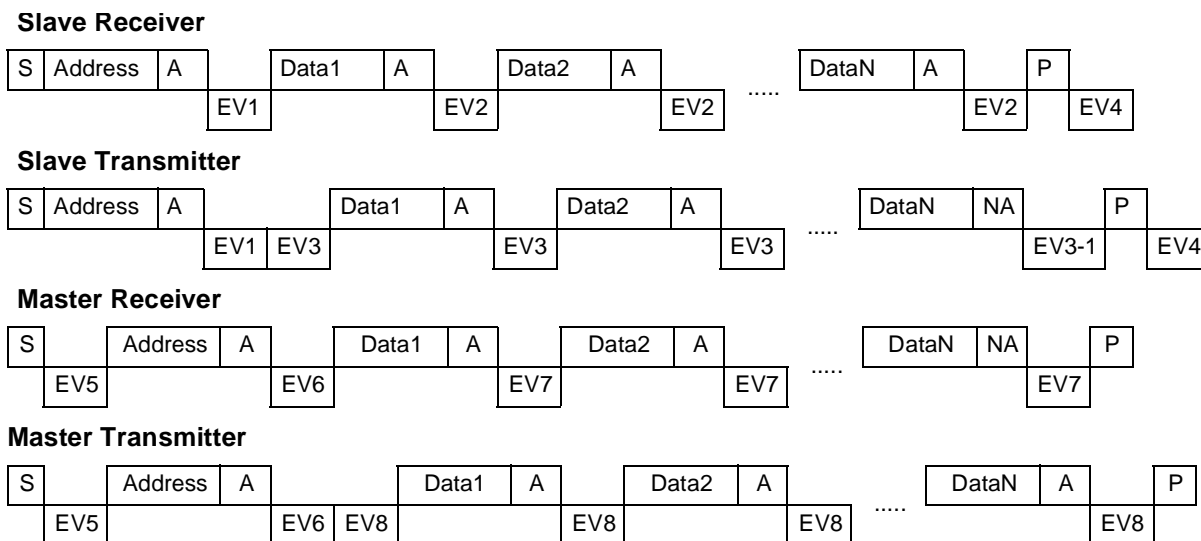 Slave Receiver
S Address A Data1 A Data2 A ..... DataN A P
EV1 EV2 EV2 EV2 EV4
Slave Transmitter
S Address A Data1 A Data2 A ..... DataN NA P
EV1 EV3 EV3 EV3 EV3-1 EV4
Master Receiver
S Address A Data1 A Data2 A ..... DataN NA P
EV5 EV6 EV7 EV7 EV7
Master Transmitter
S Address A Data1 A Data2 A ..... DataN A P
EV5 EV6 EV8 EV8 EV8 EV8